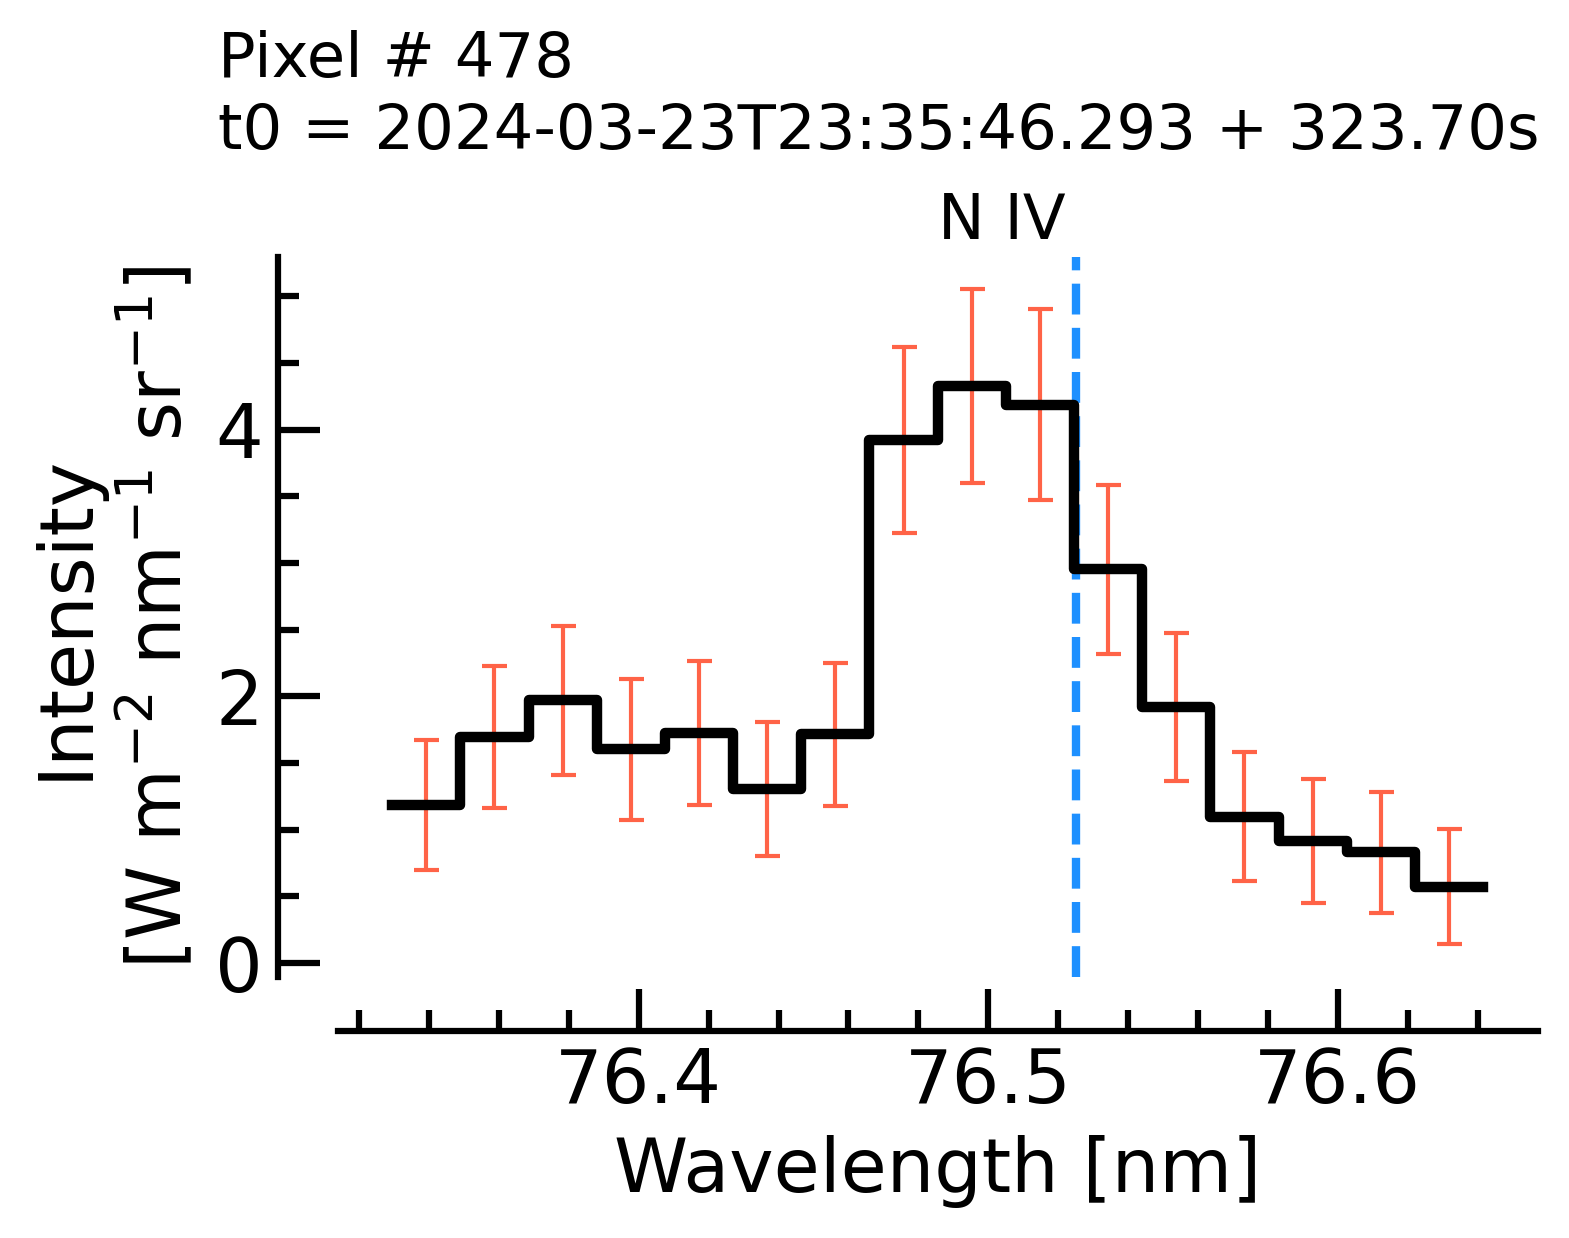 Pixel # 478
t0 = 2024-03-23T23:35:46.293 + 323.70s
N IV
Intensity
[W m⁻² nm⁻¹ sr⁻¹]
4
2
0
76.4 76.5 76.6
Wavelength [nm]